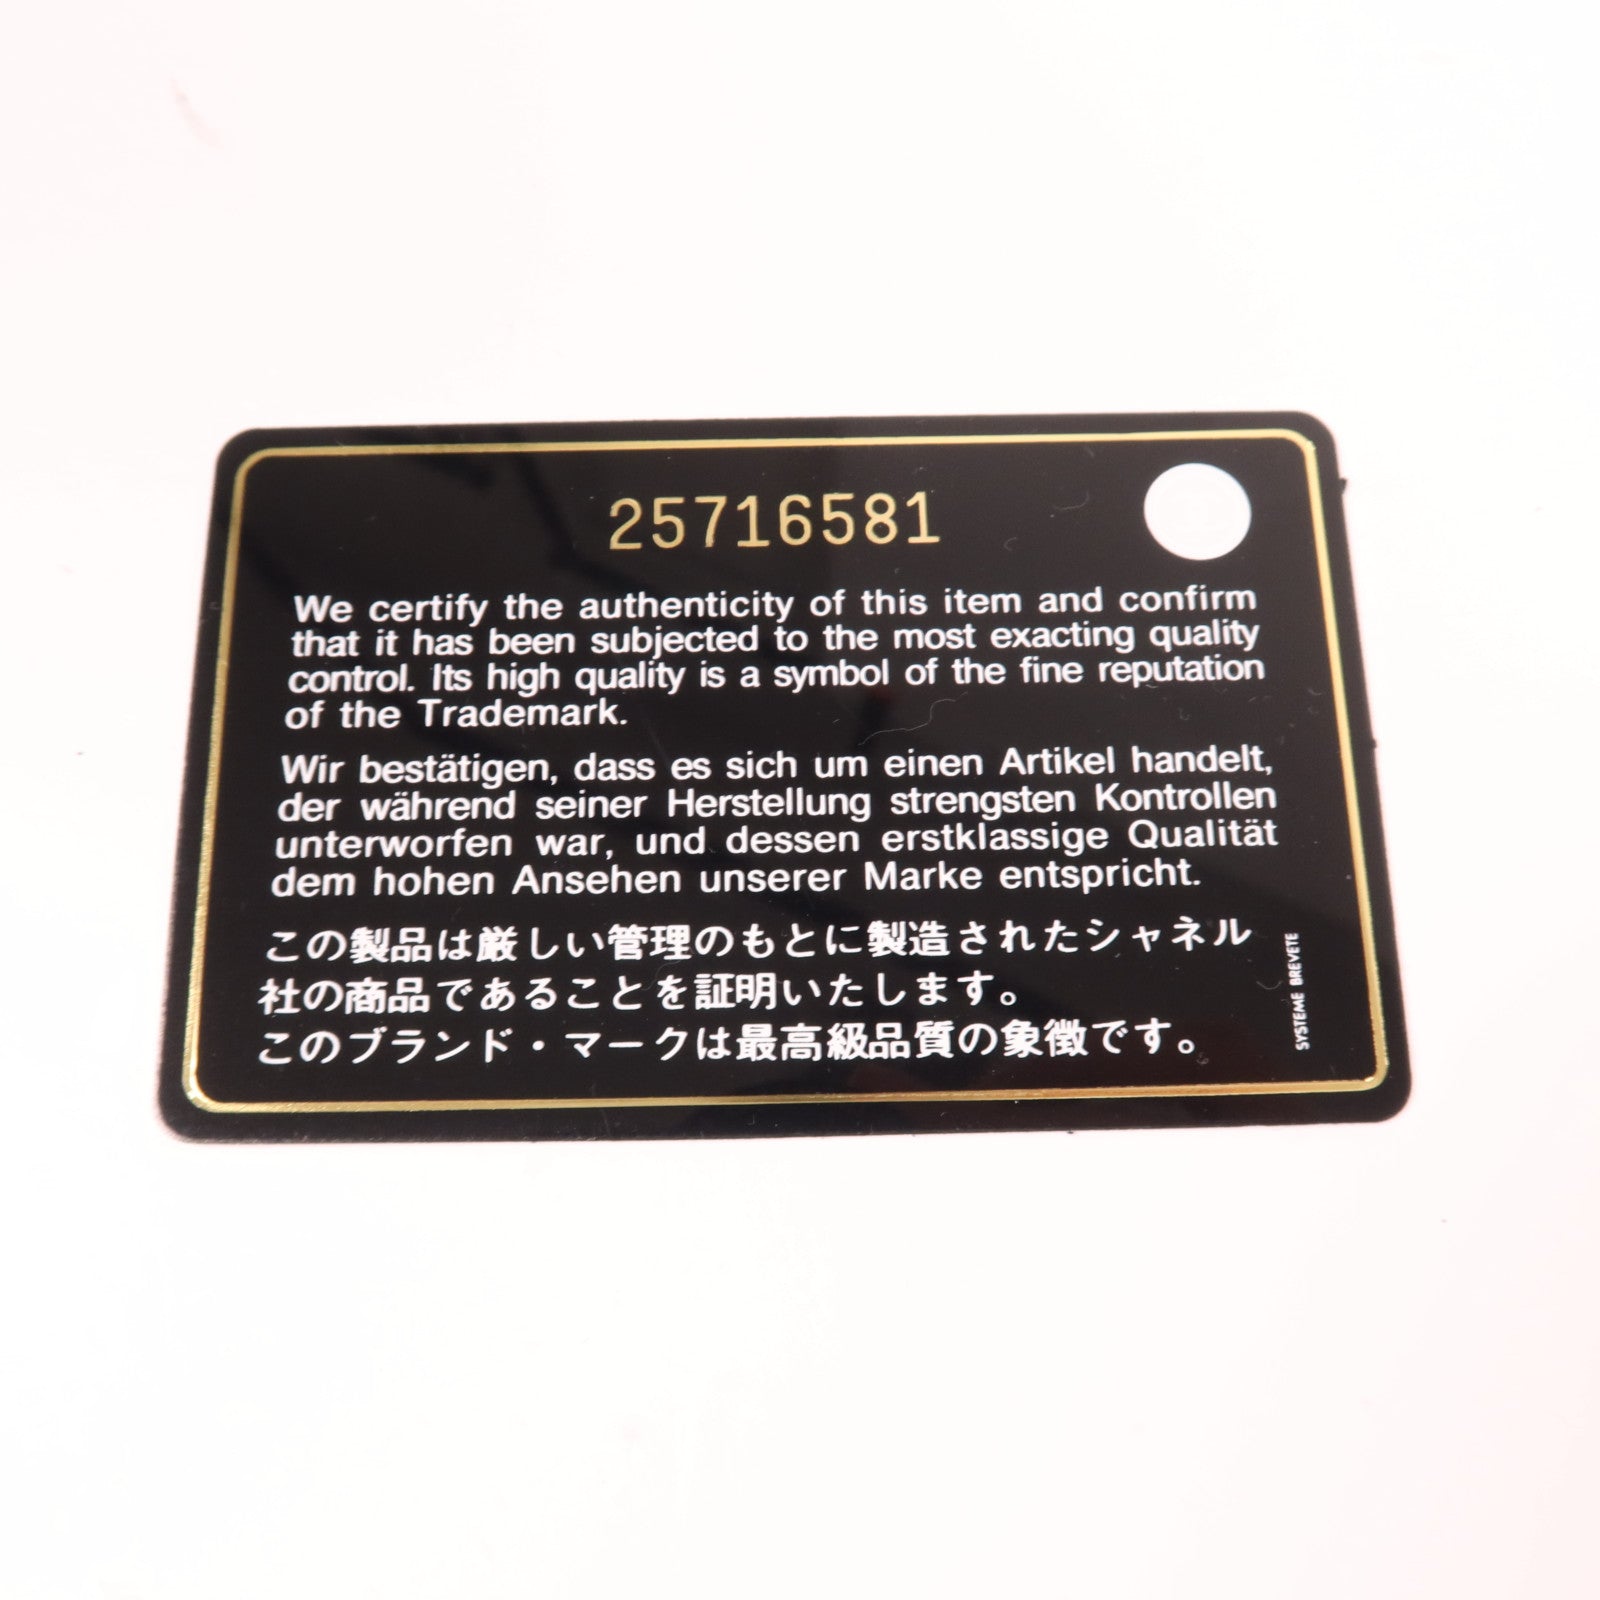 25716581
We certify the authenticity of this item and confirm
that it has been subjected to the most exacting quality
control. Its high quality is a symbol of the fine reputation
of the Trademark.
Wir bestätigen, dass es sich um einen Artikel handelt,
der während seiner Herstellung strengsten Kontrollen
unterworfen war, und dessen erstklassige Qualität
dem hohen Ansehen unserer Marke entspricht.
この製品は厳しい管理のもとに製造されたシャネル
社の商品であることを証明いたします。
このブランド・マークは最高級品質の象徴です。
SYSTEME BREVETE